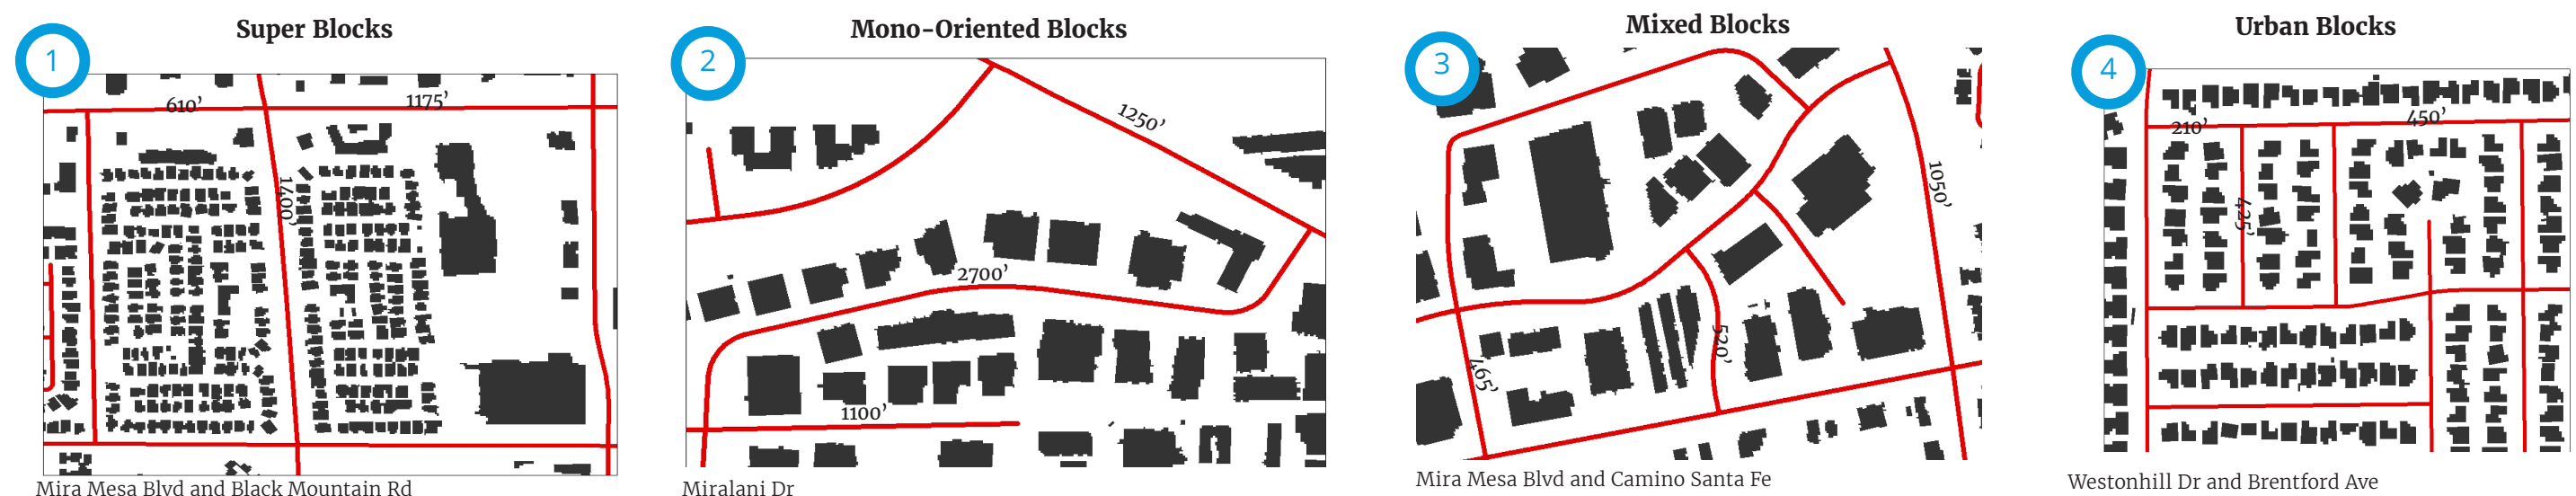 Super Blocks
1
610'
1175'
1400'
Mira Mesa Blvd and Black Mountain Rd
Mono-Oriented Blocks
2
1250'
2700'
1100'
Miralani Dr
Mixed Blocks
3
1050'
520'
465'
Mira Mesa Blvd and Camino Santa Fe
Urban Blocks
4
210'
450'
425'
Westonhill Dr and Brentford Ave